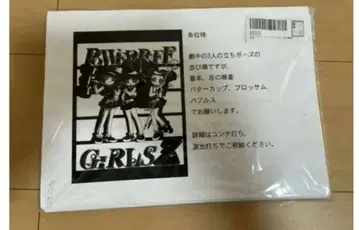 POWERPUFF
GiRLS Z
各位様
劇中の3人の立ちポーズの
並び順ですが、
基本、左の順番
バターカップ、ブロッサム、
バブルス
でお願いします。
詳細はコンテ打ち、
演出打ちでご相談ください。